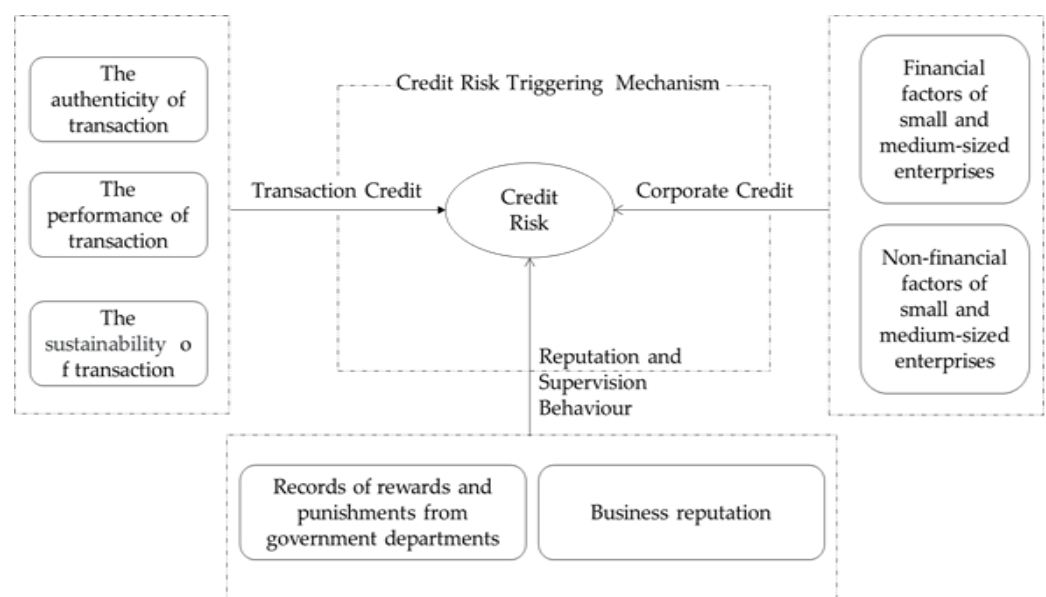 The
authenticity of
transaction
The
performance of
transaction
The
sustainability o
f transaction
Credit Risk Triggering Mechanism
Transaction Credit
Credit
Risk
Corporate Credit
Reputation and
Supervision
Behaviour
Financial
factors of
small and
medium-sized
enterprises
Non-financial
factors of
small and
medium-sized
enterprises
Records of rewards and
punishments from
government departments
Business reputation